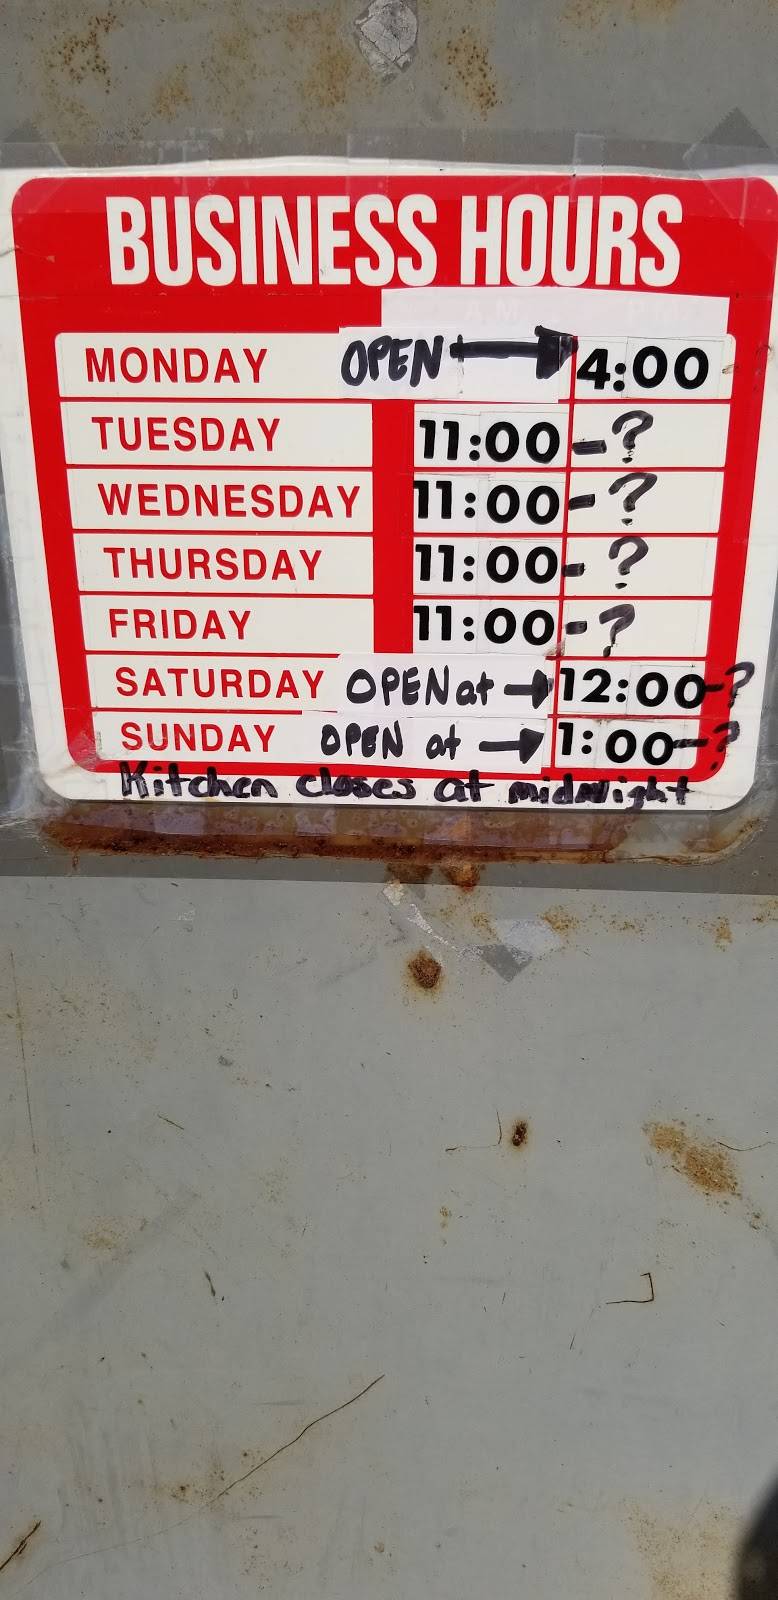 BUSINESS HOURS
A.M. P.M.
MONDAY OPEN → 4:00
TUESDAY 11:00 - ?
WEDNESDAY 11:00 - ?
THURSDAY 11:00 - ?
FRIDAY 11:00 - ?
SATURDAY OPEN at → 12:00 - ?
SUNDAY OPEN at → 1:00 - ?
Kitchen closes at midnight